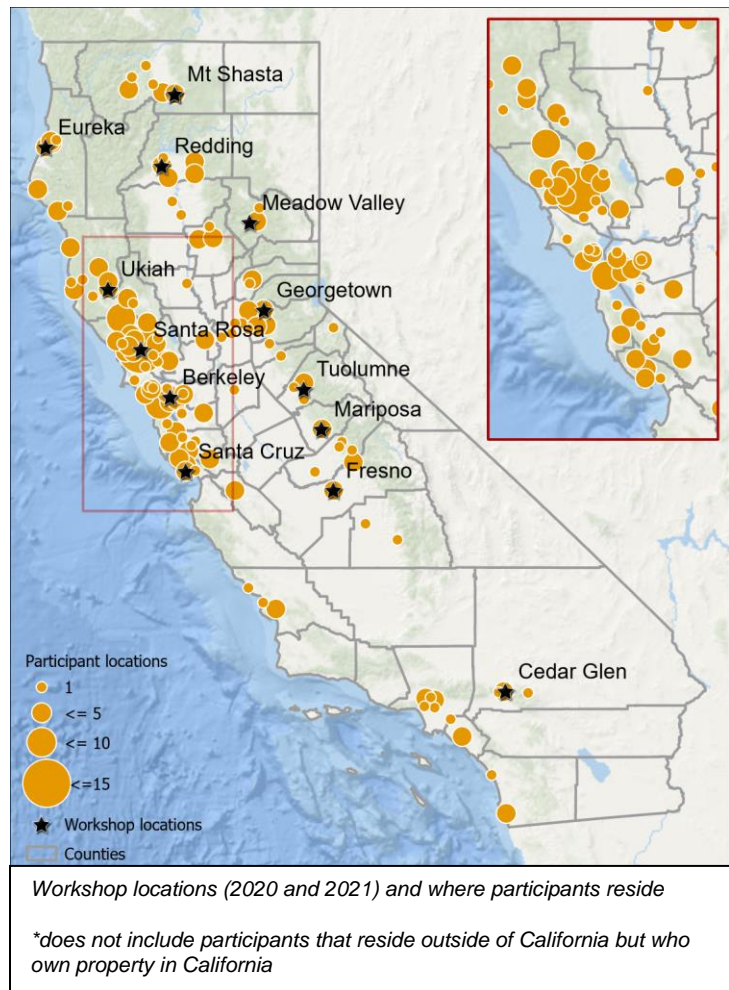 Mt Shasta
Eureka
Redding
Meadow Valley
Ukiah
Georgetown
Santa Rosa
Tuolumne
Berkeley
Mariposa
Santa Cruz
Fresno
Cedar Glen
Participant locations
1
<= 5
<= 10
<=15
Workshop locations
Counties
Workshop locations (2020 and 2021) and where participants reside
*does not include participants that reside outside of California but who
own property in California